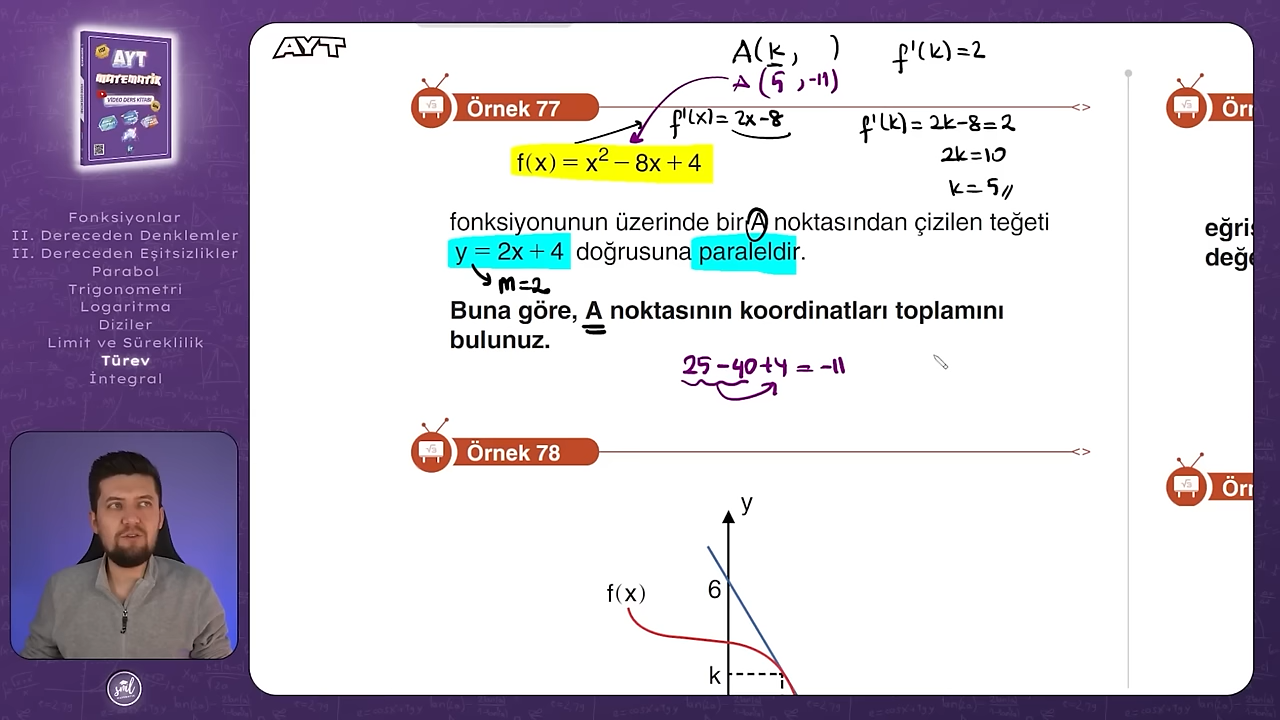 AYT
MATEMATİK
VİDEO DERS KİTABI
Fonksiyonlar
II. Dereceden Denklemler
II. Dereceden Eşitsizlikler
Parabol
Trigonometri
Logaritma
Diziler
Limit ve Süreklilik
Türev
İntegral
AYT
A(k, )
A(5, -11)
f'(k)=2
Örnek 77
f'(x)= 2x-8
f'(k)=2k-8=2
2k=10
k=5//
f(x) = x² – 8x + 4
fonksiyonunun üzerinde bir A noktasından çizilen teğeti
y = 2x + 4 doğrusuna paraleldir.
m=2
Buna göre, A noktasının koordinatları toplamını
bulunuz.
25-40+4=-11
Örnek 78
y
6
f(x)
k
Örn
eğris
değe
Örn
sml